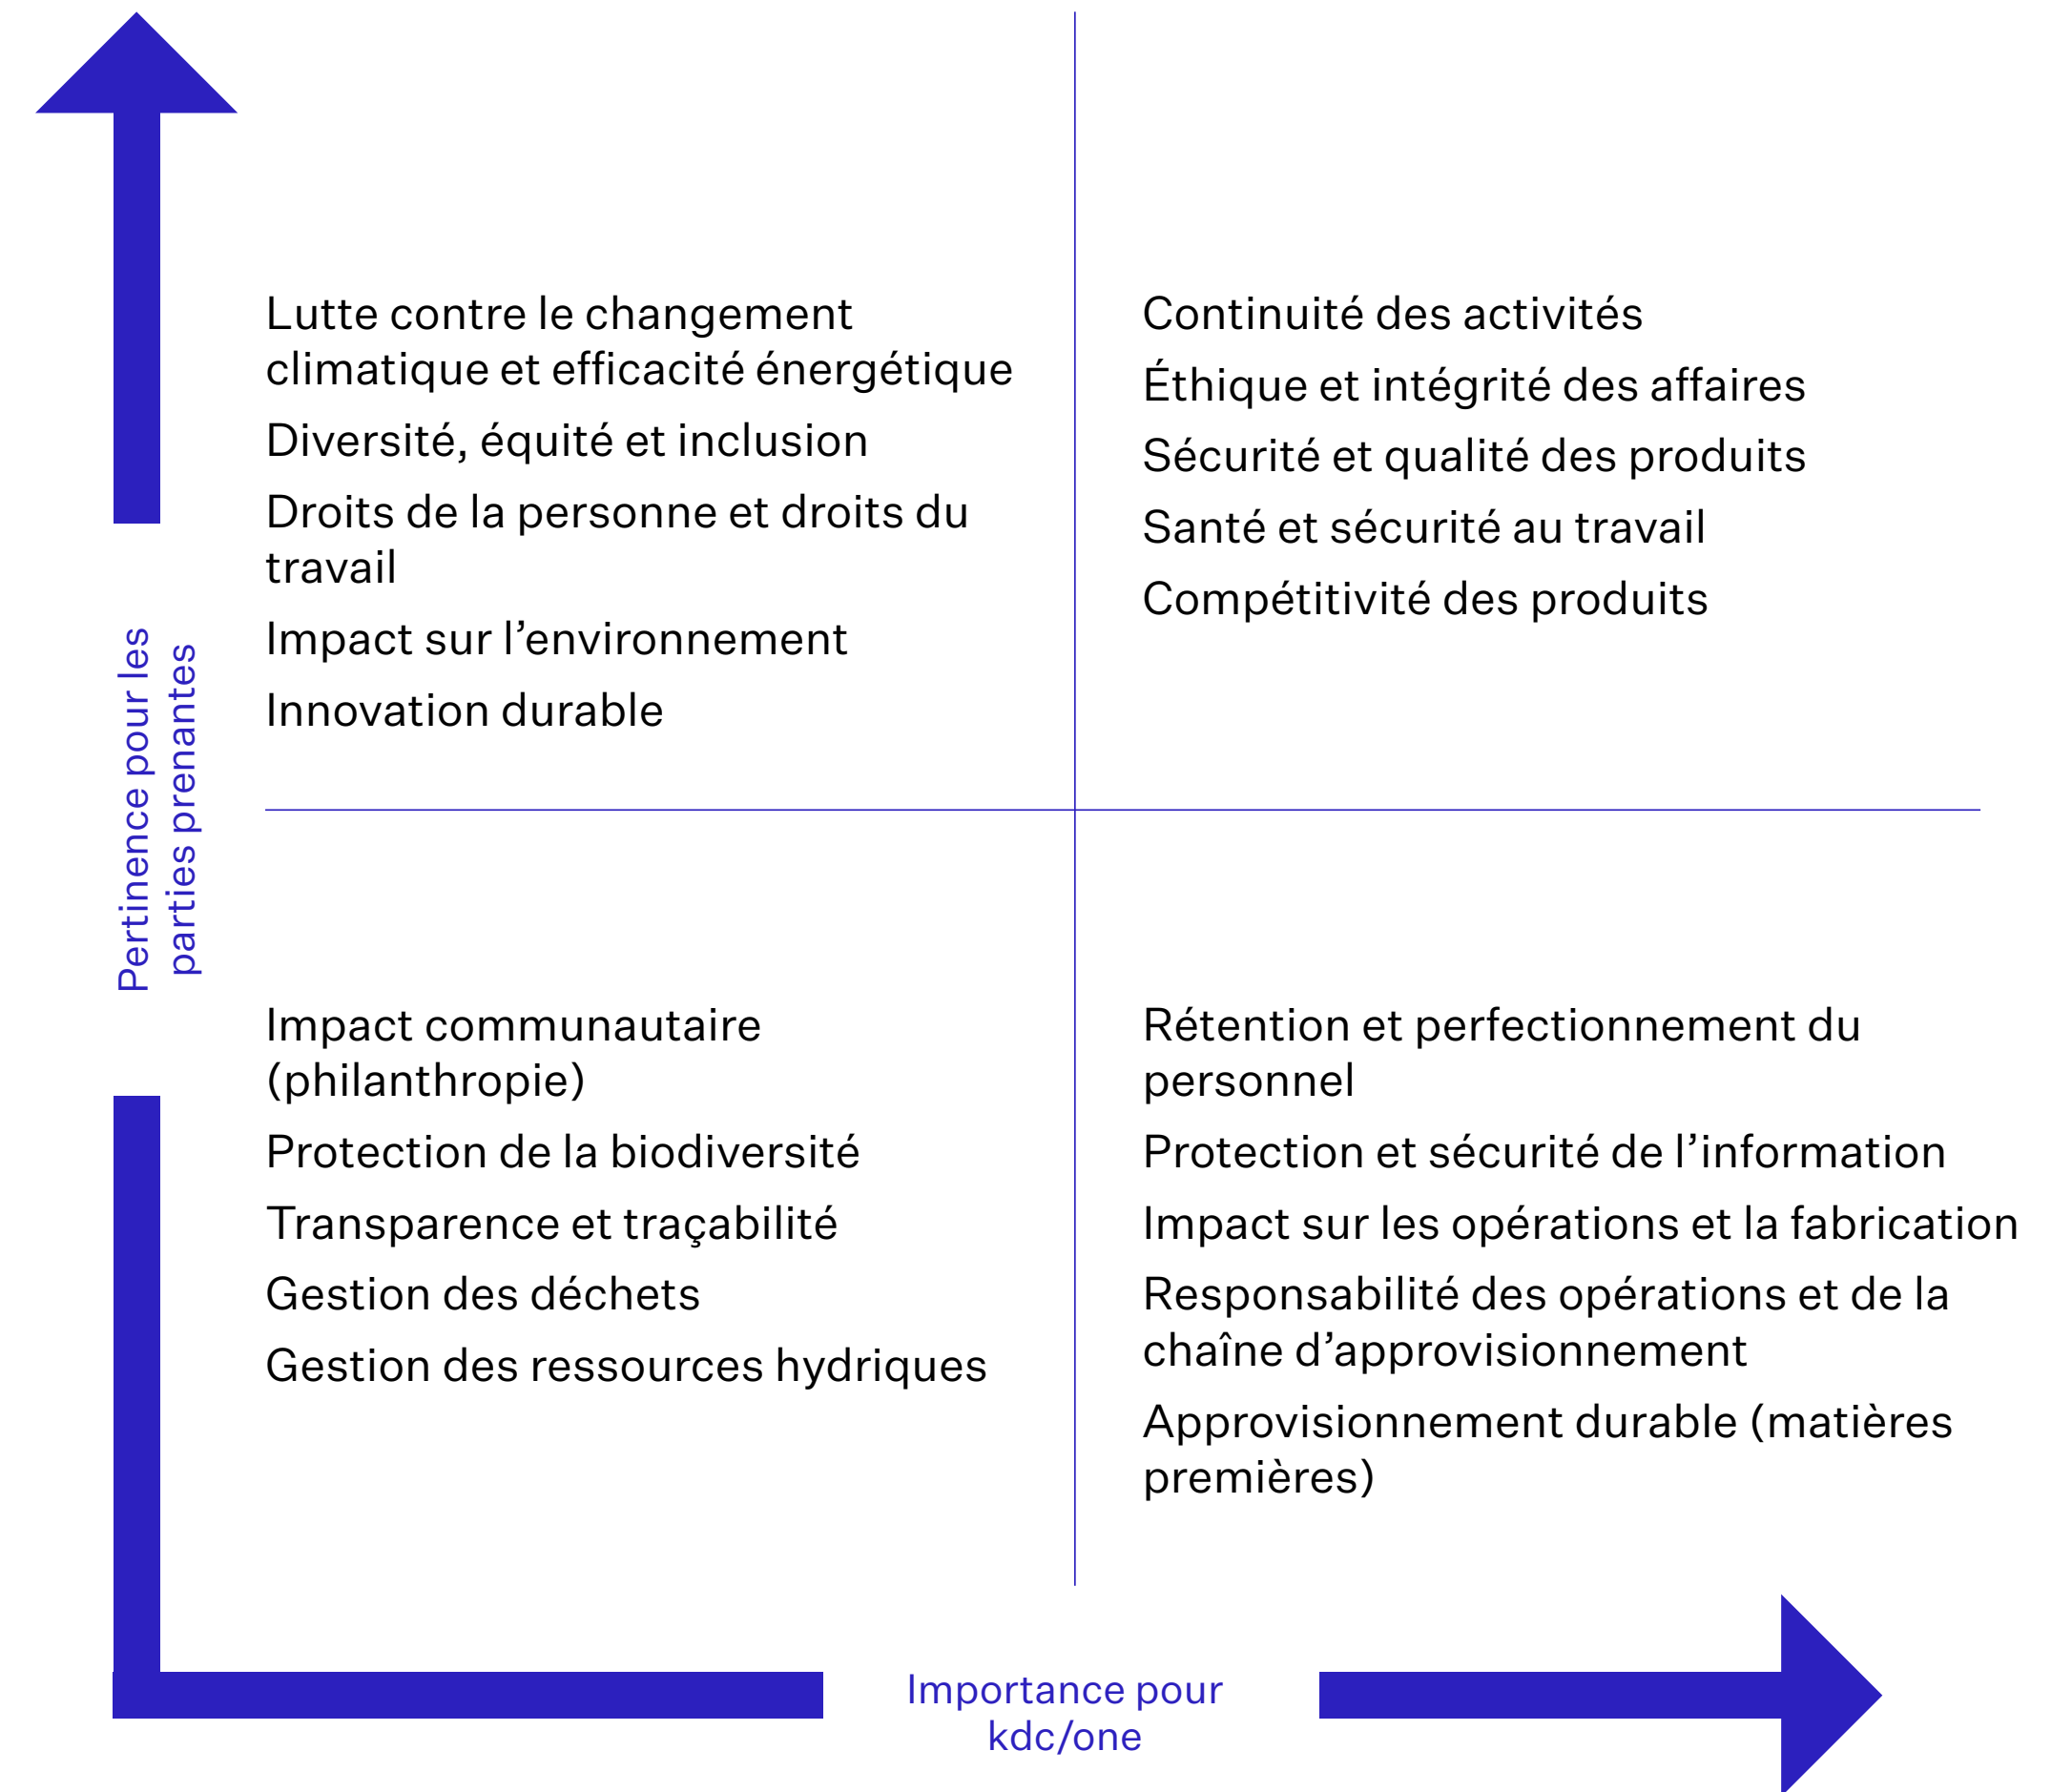 Lutte contre le changement
climatique et efficacité énergétique
Diversité, équité et inclusion
Droits de la personne et droits du
travail
Impact sur l’environnement
Innovation durable
Continuité des activités
Éthique et intégrité des affaires
Sécurité et qualité des produits
Santé et sécurité au travail
Compétitivité des produits
Pertinence pour les
parties prenantes
Impact communautaire
(philanthropie)
Protection de la biodiversité
Transparence et traçabilité
Gestion des déchets
Gestion des ressources hydriques
Rétention et perfectionnement du
personnel
Protection et sécurité de l’information
Impact sur les opérations et la fabrication
Responsabilité des opérations et de la
chaîne d’approvisionnement
Approvisionnement durable (matières
premières)
Importance pour
kdc/one